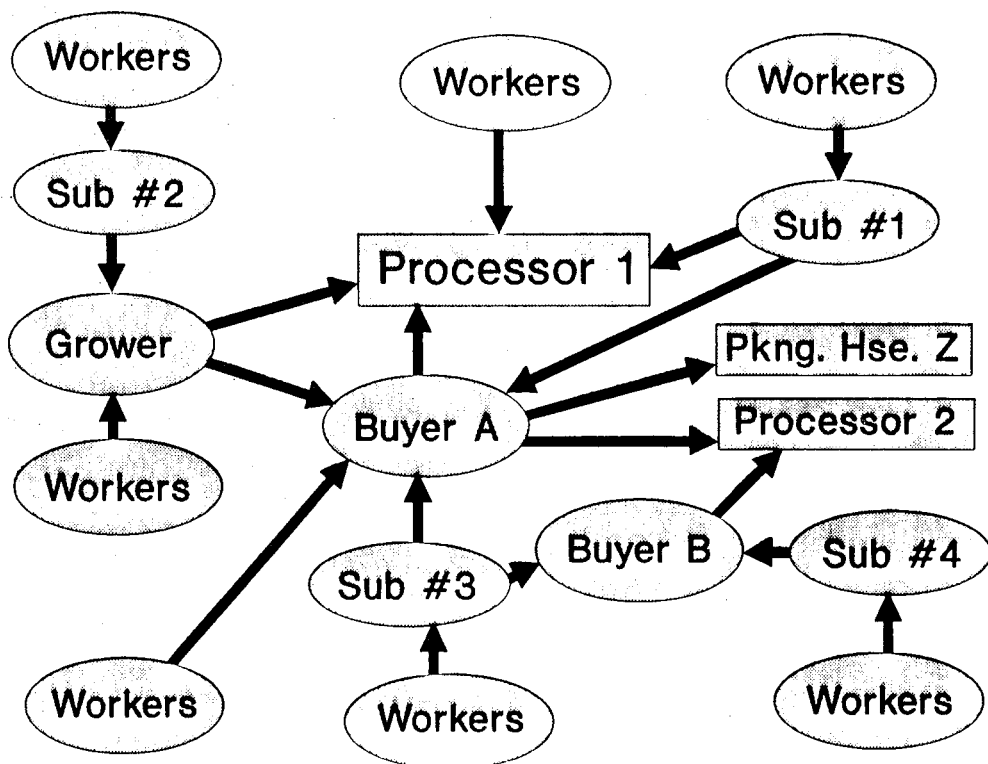 Workers
Workers
Workers
Sub #2
Sub #1
Processor 1
Grower
Pkng. Hse. Z
Buyer A
Processor 2
Workers
Buyer B
Sub #4
Sub #3
Workers
Workers
Workers